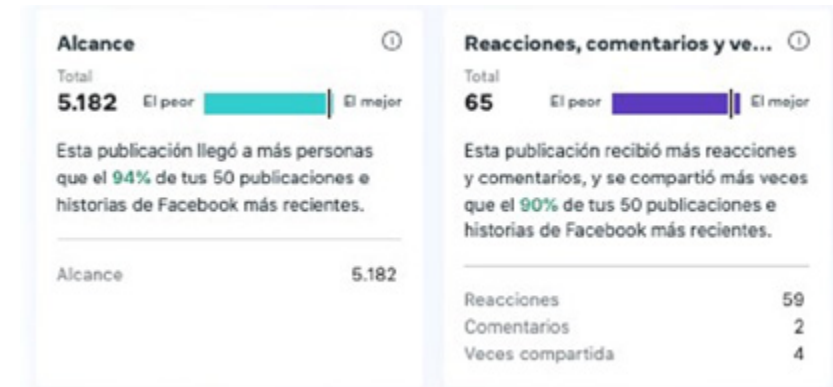 Alcance
Total
5.182 El peor El mejor
Esta publicación llegó a más personas
que el 94% de tus 50 publicaciones e
historias de Facebook más recientes.
Alcance 5.182
Reacciones, comentarios y ve...
Total
65 El peor El mejor
Esta publicación recibió más reacciones
y comentarios, y se compartió más veces
que el 90% de tus 50 publicaciones e
historias de Facebook más recientes.
Reacciones 59
Comentarios 2
Veces compartida 4